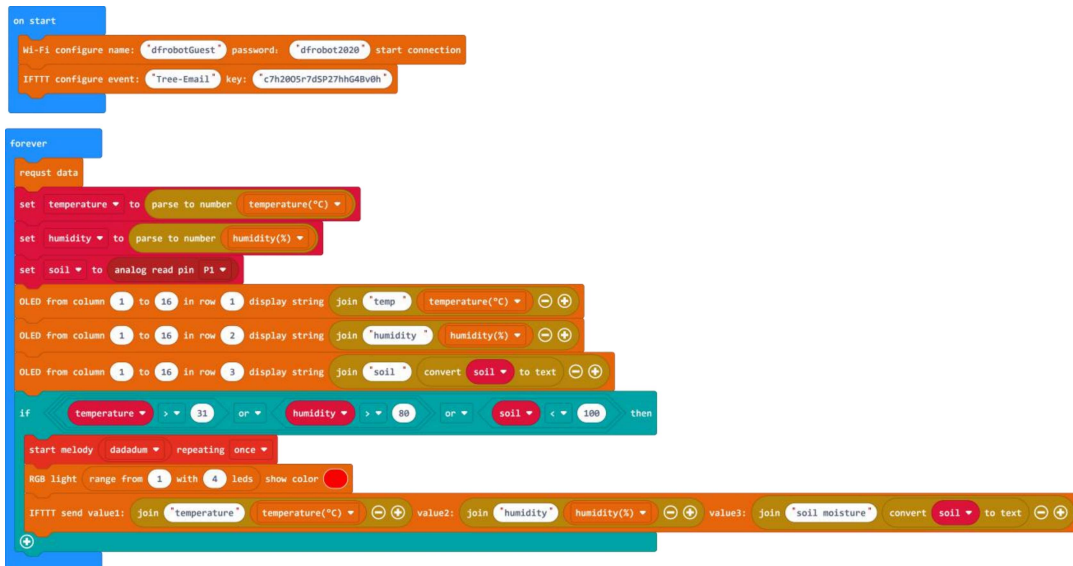 on start
Wi-Fi configure name: "dfrobotGuest" password: "dfrobot2020" start connection
IFTTT configure event: "Tree-Email" key: "c7h20O5r7dSP27hhG4Bv0h"
forever
requst data
set temperature to parse to number temperature(°C)
set humidity to parse to number humidity(%)
set soil to analog read pin P1
OLED from column 1 to 16 in row 1 display string join "temp " temperature(°C)
OLED from column 1 to 16 in row 2 display string join "humidity " humidity(%)
OLED from column 1 to 16 in row 3 display string join "soil " convert soil to text
if temperature > 31 or humidity > 80 or soil < 100 then
start melody dadadum repeating once
RGB light range from 1 with 4 leds show color
IFTTT send value1: join "temperature" temperature(°C) value2: join "humidity" humidity(%) value3: join "soil moisture" convert soil to text